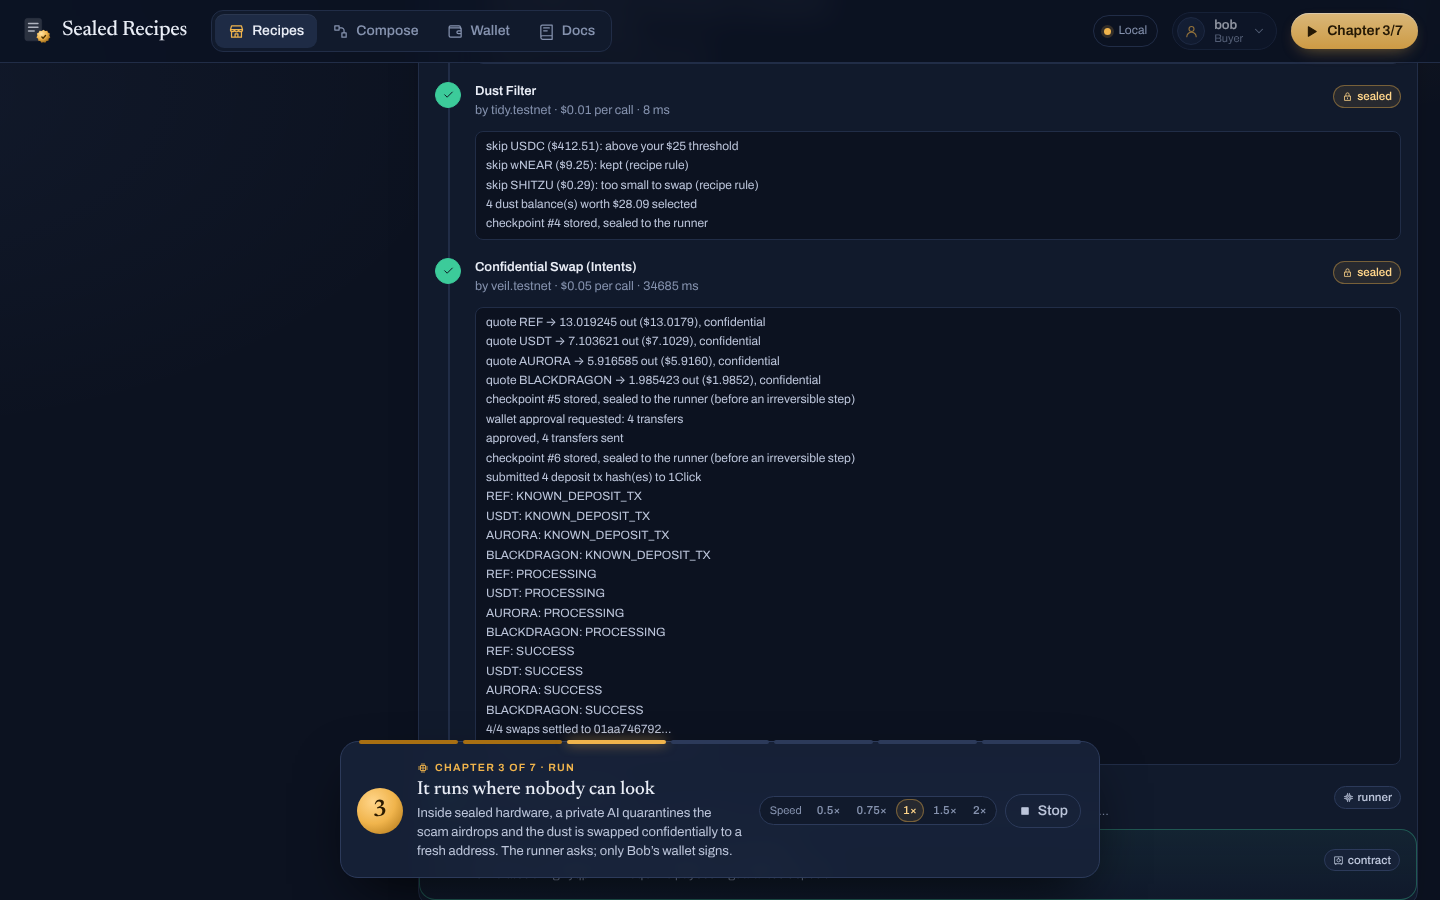 Sealed Recipes
Recipes
Compose
Wallet
Docs
Local
bob
Buyer
Chapter 3/7
Dust Filter
sealed
by tidy.testnet · $0.01 per call · 8 ms
skip USDC ($412.51): above your $25 threshold
skip wNEAR ($9.25): kept (recipe rule)
skip SHITZU ($0.29): too small to swap (recipe rule)
4 dust balance(s) worth $28.09 selected
checkpoint #4 stored, sealed to the runner
Confidential Swap (Intents)
sealed
by veil.testnet · $0.05 per call · 34685 ms
quote REF → 13.019245 out ($13.0179), confidential
quote USDT → 7.103621 out ($7.1029), confidential
quote AURORA → 5.916585 out ($5.9160), confidential
quote BLACKDRAGON → 1.985423 out ($1.9852), confidential
checkpoint #5 stored, sealed to the runner (before an irreversible step)
wallet approval requested: 4 transfers
approved, 4 transfers sent
checkpoint #6 stored, sealed to the runner (before an irreversible step)
submitted 4 deposit tx hash(es) to 1Click
REF: KNOWN_DEPOSIT_TX
USDT: KNOWN_DEPOSIT_TX
AURORA: KNOWN_DEPOSIT_TX
BLACKDRAGON: KNOWN_DEPOSIT_TX
REF: PROCESSING
USDT: PROCESSING
AURORA: PROCESSING
BLACKDRAGON: PROCESSING
REF: SUCCESS
USDT: SUCCESS
AURORA: SUCCESS
BLACKDRAGON: SUCCESS
4/4 swaps settled to 01aa746792...
runner
contract
CHAPTER 3 OF 7 · RUN
3
It runs where nobody can look
Inside sealed hardware, a private AI quarantines the
scam airdrops and the dust is swapped confidentially to a
fresh address. The runner asks; only Bob's wallet signs.
Speed
0.5×
0.75×
1×
1.5×
2×
Stop